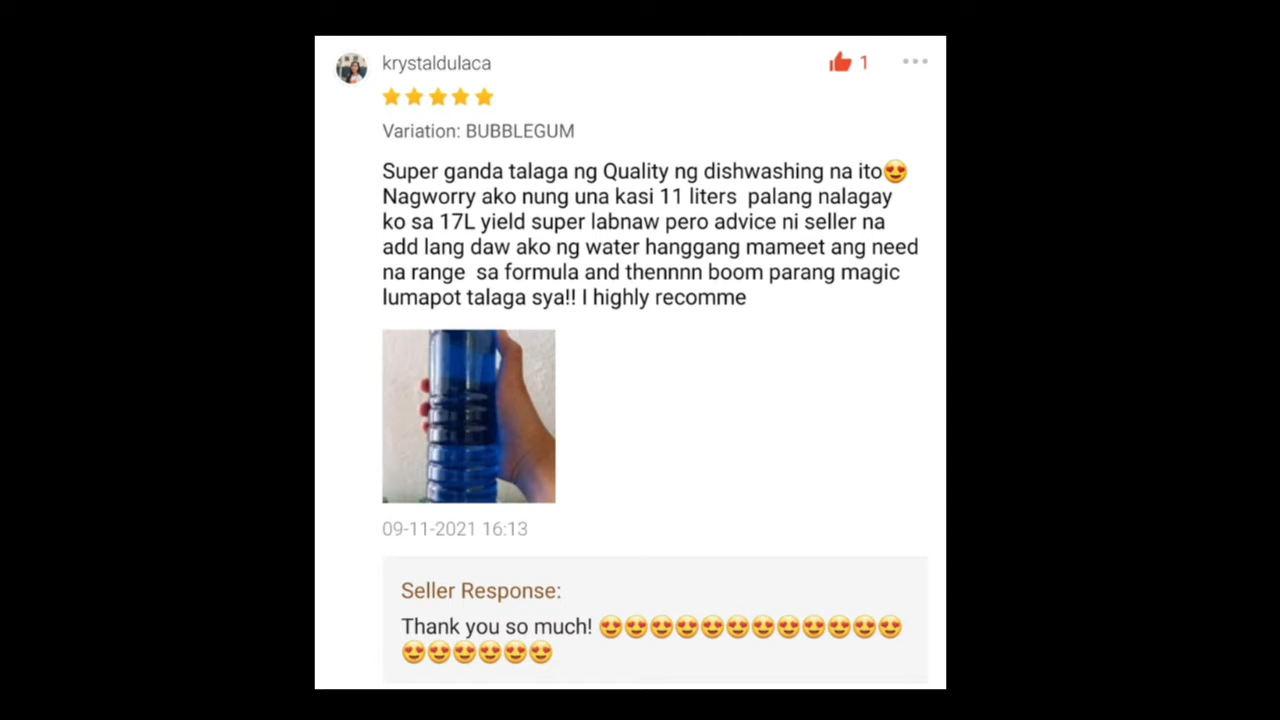 krystaldulaca
1
Variation: BUBBLEGUM
Super ganda talaga ng Quality ng dishwashing na ito😍
Nagworry ako nung una kasi 11 liters  palang nalagay
ko sa 17L yield super labnaw pero advice ni seller na
add lang daw ako ng water hanggang mameet ang need
na range  sa formula and thennnn boom parang magic
lumapot talaga sya!! I highly recomme
09-11-2021 16:13
Seller Response:
Thank you so much! 😍😍😍😍😍😍😍😍😍😍😍😍
😍😍😍😍😍😍